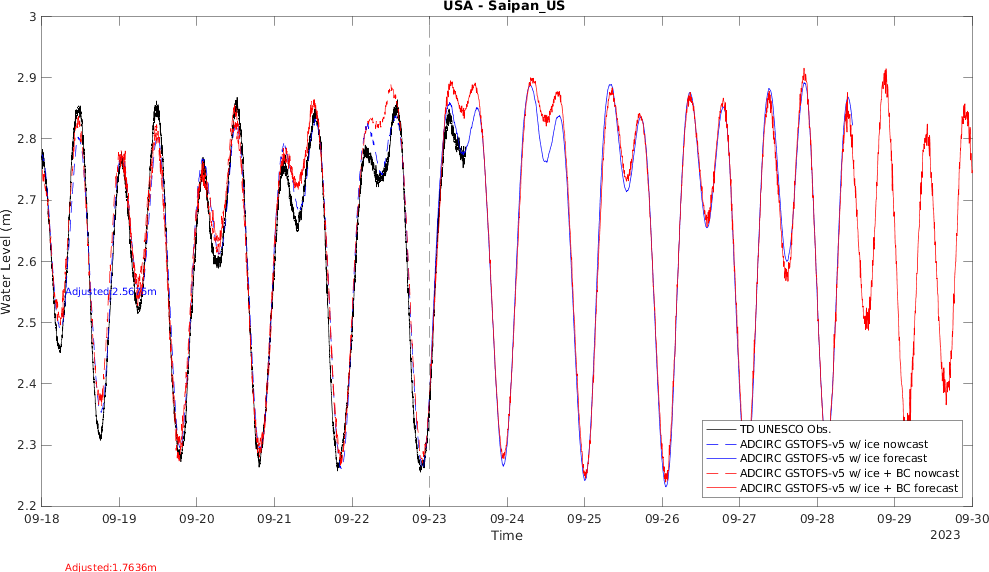 USA - Saipan_US
3
2.9
2.8
2.7
2.6
2.5
2.4
2.3
2.2
Water Level (m)
Adjusted:2.5675m
TD UNESCO Obs.
ADCIRC GSTOFS-v5 w/ ice nowcast
ADCIRC GSTOFS-v5 w/ ice forecast
ADCIRC GSTOFS-v5 w/ ice + BC nowcast
ADCIRC GSTOFS-v5 w/ ice + BC forecast
09-18 09-19 09-20 09-21 09-22 09-23 09-24 09-25 09-26 09-27 09-28 09-29 09-30
Time
2023
Adjusted:1.7636m